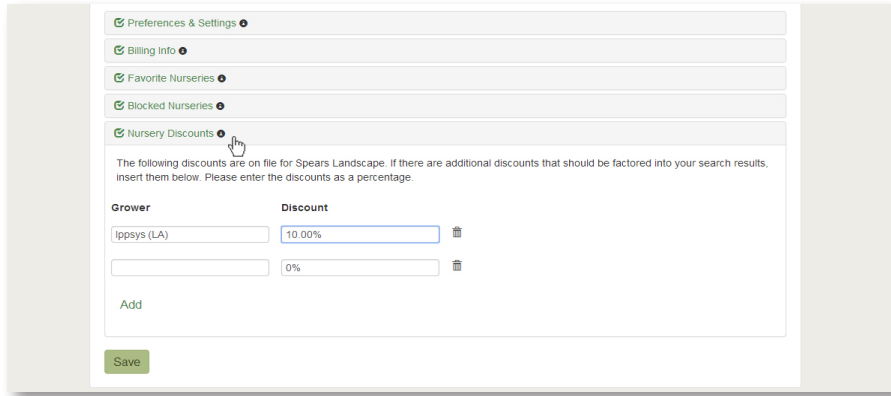 Preferences & Settings
Billing Info
Favorite Nurseries
Blocked Nurseries
Nursery Discounts
The following discounts are on file for Spears Landscape. If there are additional discounts that should be factored into your search results,
insert them below. Please enter the discounts as a percentage.
Grower Discount
Ippsys (LA) 10.00%
0%
Add
Save